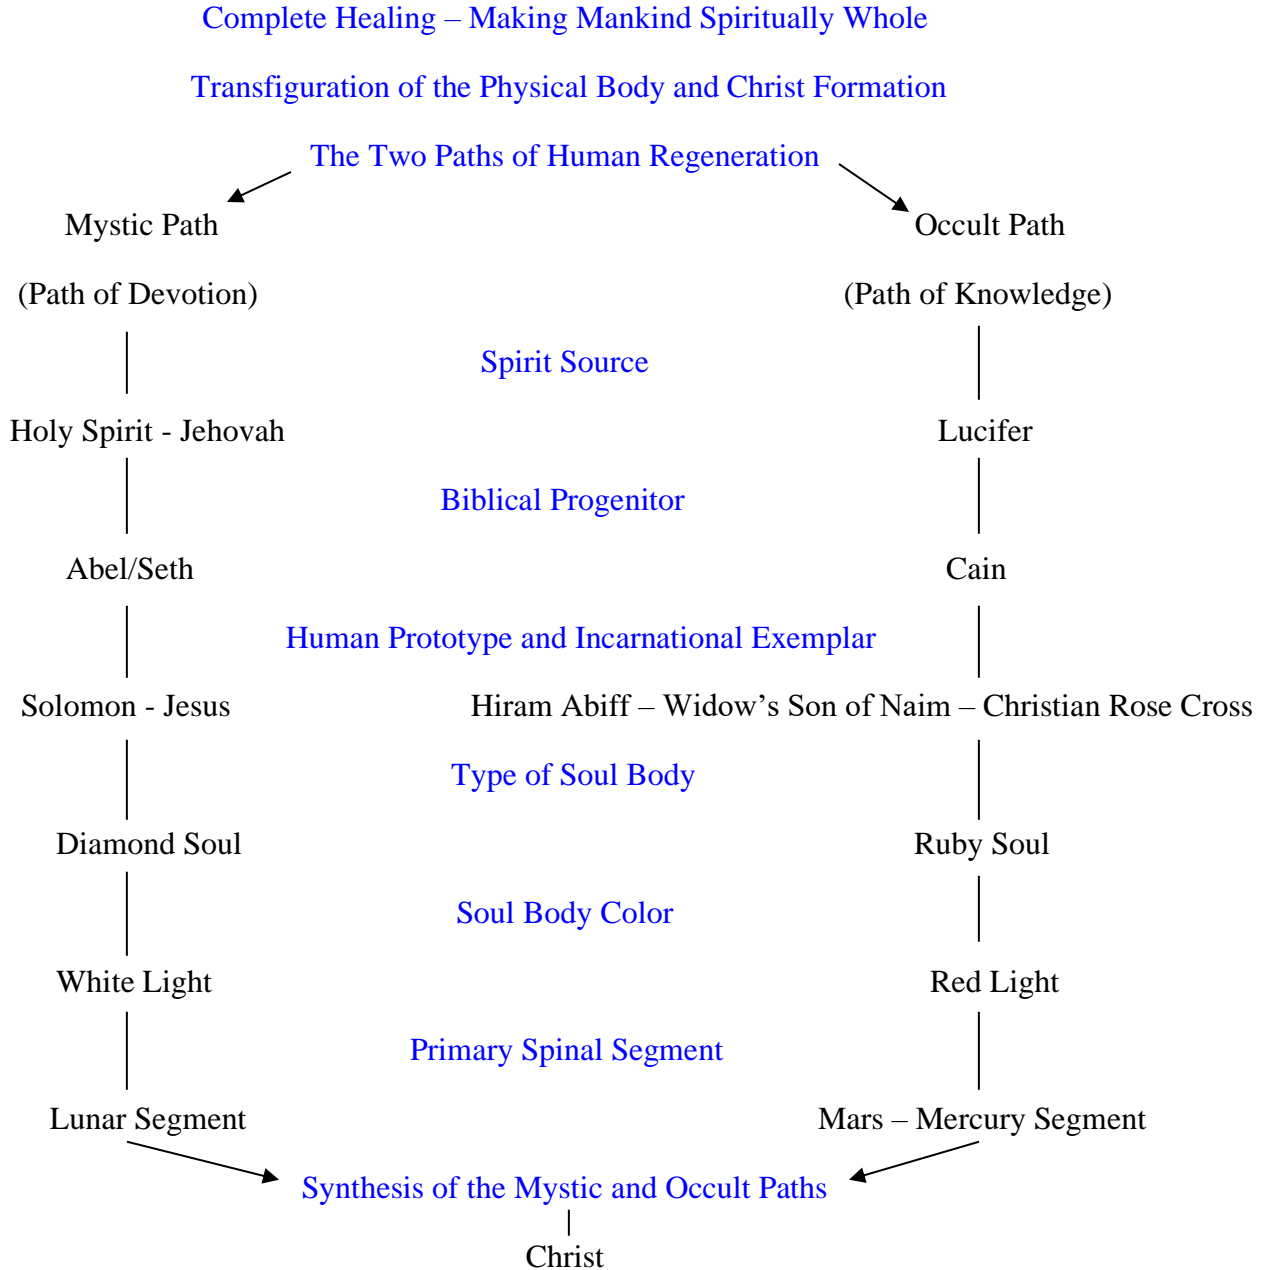 Complete Healing – Making Mankind Spiritually Whole
Transfiguration of the Physical Body and Christ Formation
The Two Paths of Human Regeneration
Mystic Path
Occult Path
(Path of Devotion)
(Path of Knowledge)
Spirit Source
Holy Spirit - Jehovah
Lucifer
Biblical Progenitor
Abel/Seth
Cain
Human Prototype and Incarnational Exemplar
Solomon - Jesus
Hiram Abiff – Widow's Son of Naim – Christian Rose Cross
Type of Soul Body
Diamond Soul
Ruby Soul
Soul Body Color
White Light
Red Light
Primary Spinal Segment
Lunar Segment
Mars – Mercury Segment
Synthesis of the Mystic and Occult Paths
Christ